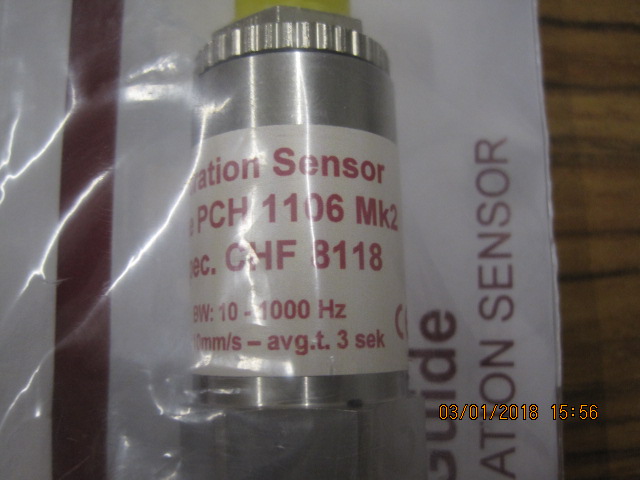 ration Sensor
e PCH 1106 Mk2
ec. CHF 8118
BW: 10 - 1000 Hz
0mm/s – avg.t. 3 sek
C
Guide
ATION SENSOR
03/01/2018 15:56